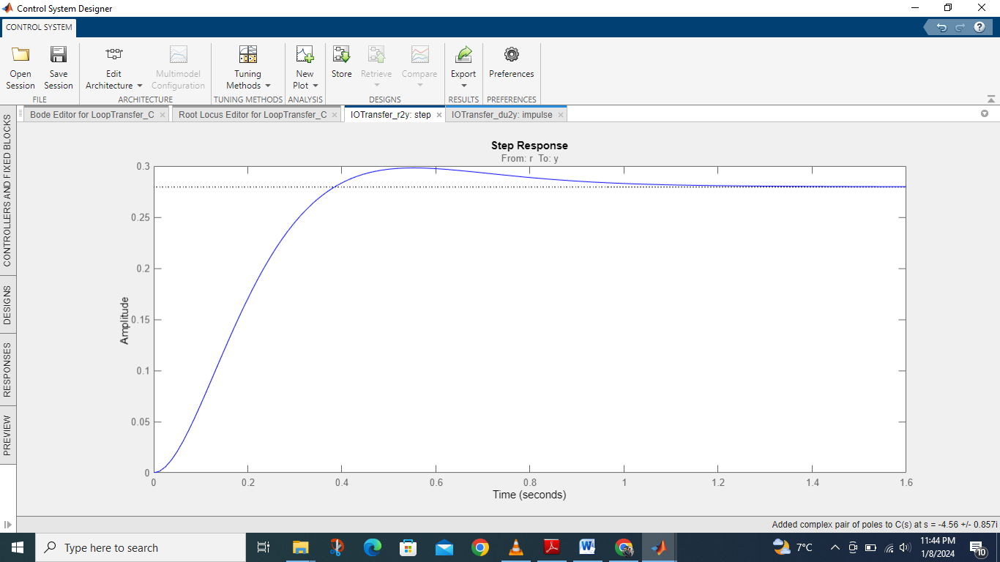 Control System Designer
CONTROL SYSTEM
Open Session
Save Session
FILE
Edit Architecture
Multimodel Configuration
ARCHITECTURE
Tuning Methods
TUNING METHODS
New Plot
ANALYSIS
Store
Retrieve
Compare
DESIGNS
Export
RESULTS
Preferences
PREFERENCES
CONTROLLERS AND FIXED BLOCKS
DESIGNS
RESPONSES
PREVIEW
Bode Editor for LoopTransfer_C
Root Locus Editor for LoopTransfer_C
IOTransfer_r2y: step
IOTransfer_du2y: impulse
Step Response
From: r To: y
Amplitude
0.3
0.25
0.2
0.15
0.1
0.05
0
0 0.2 0.4 0.6 0.8 1 1.2 1.4 1.6
Time (seconds)
Added complex pair of poles to C(s) at s = -4.56 +/- 0.857i
Type here to search
7°C
11:44 PM
1/8/2024
10